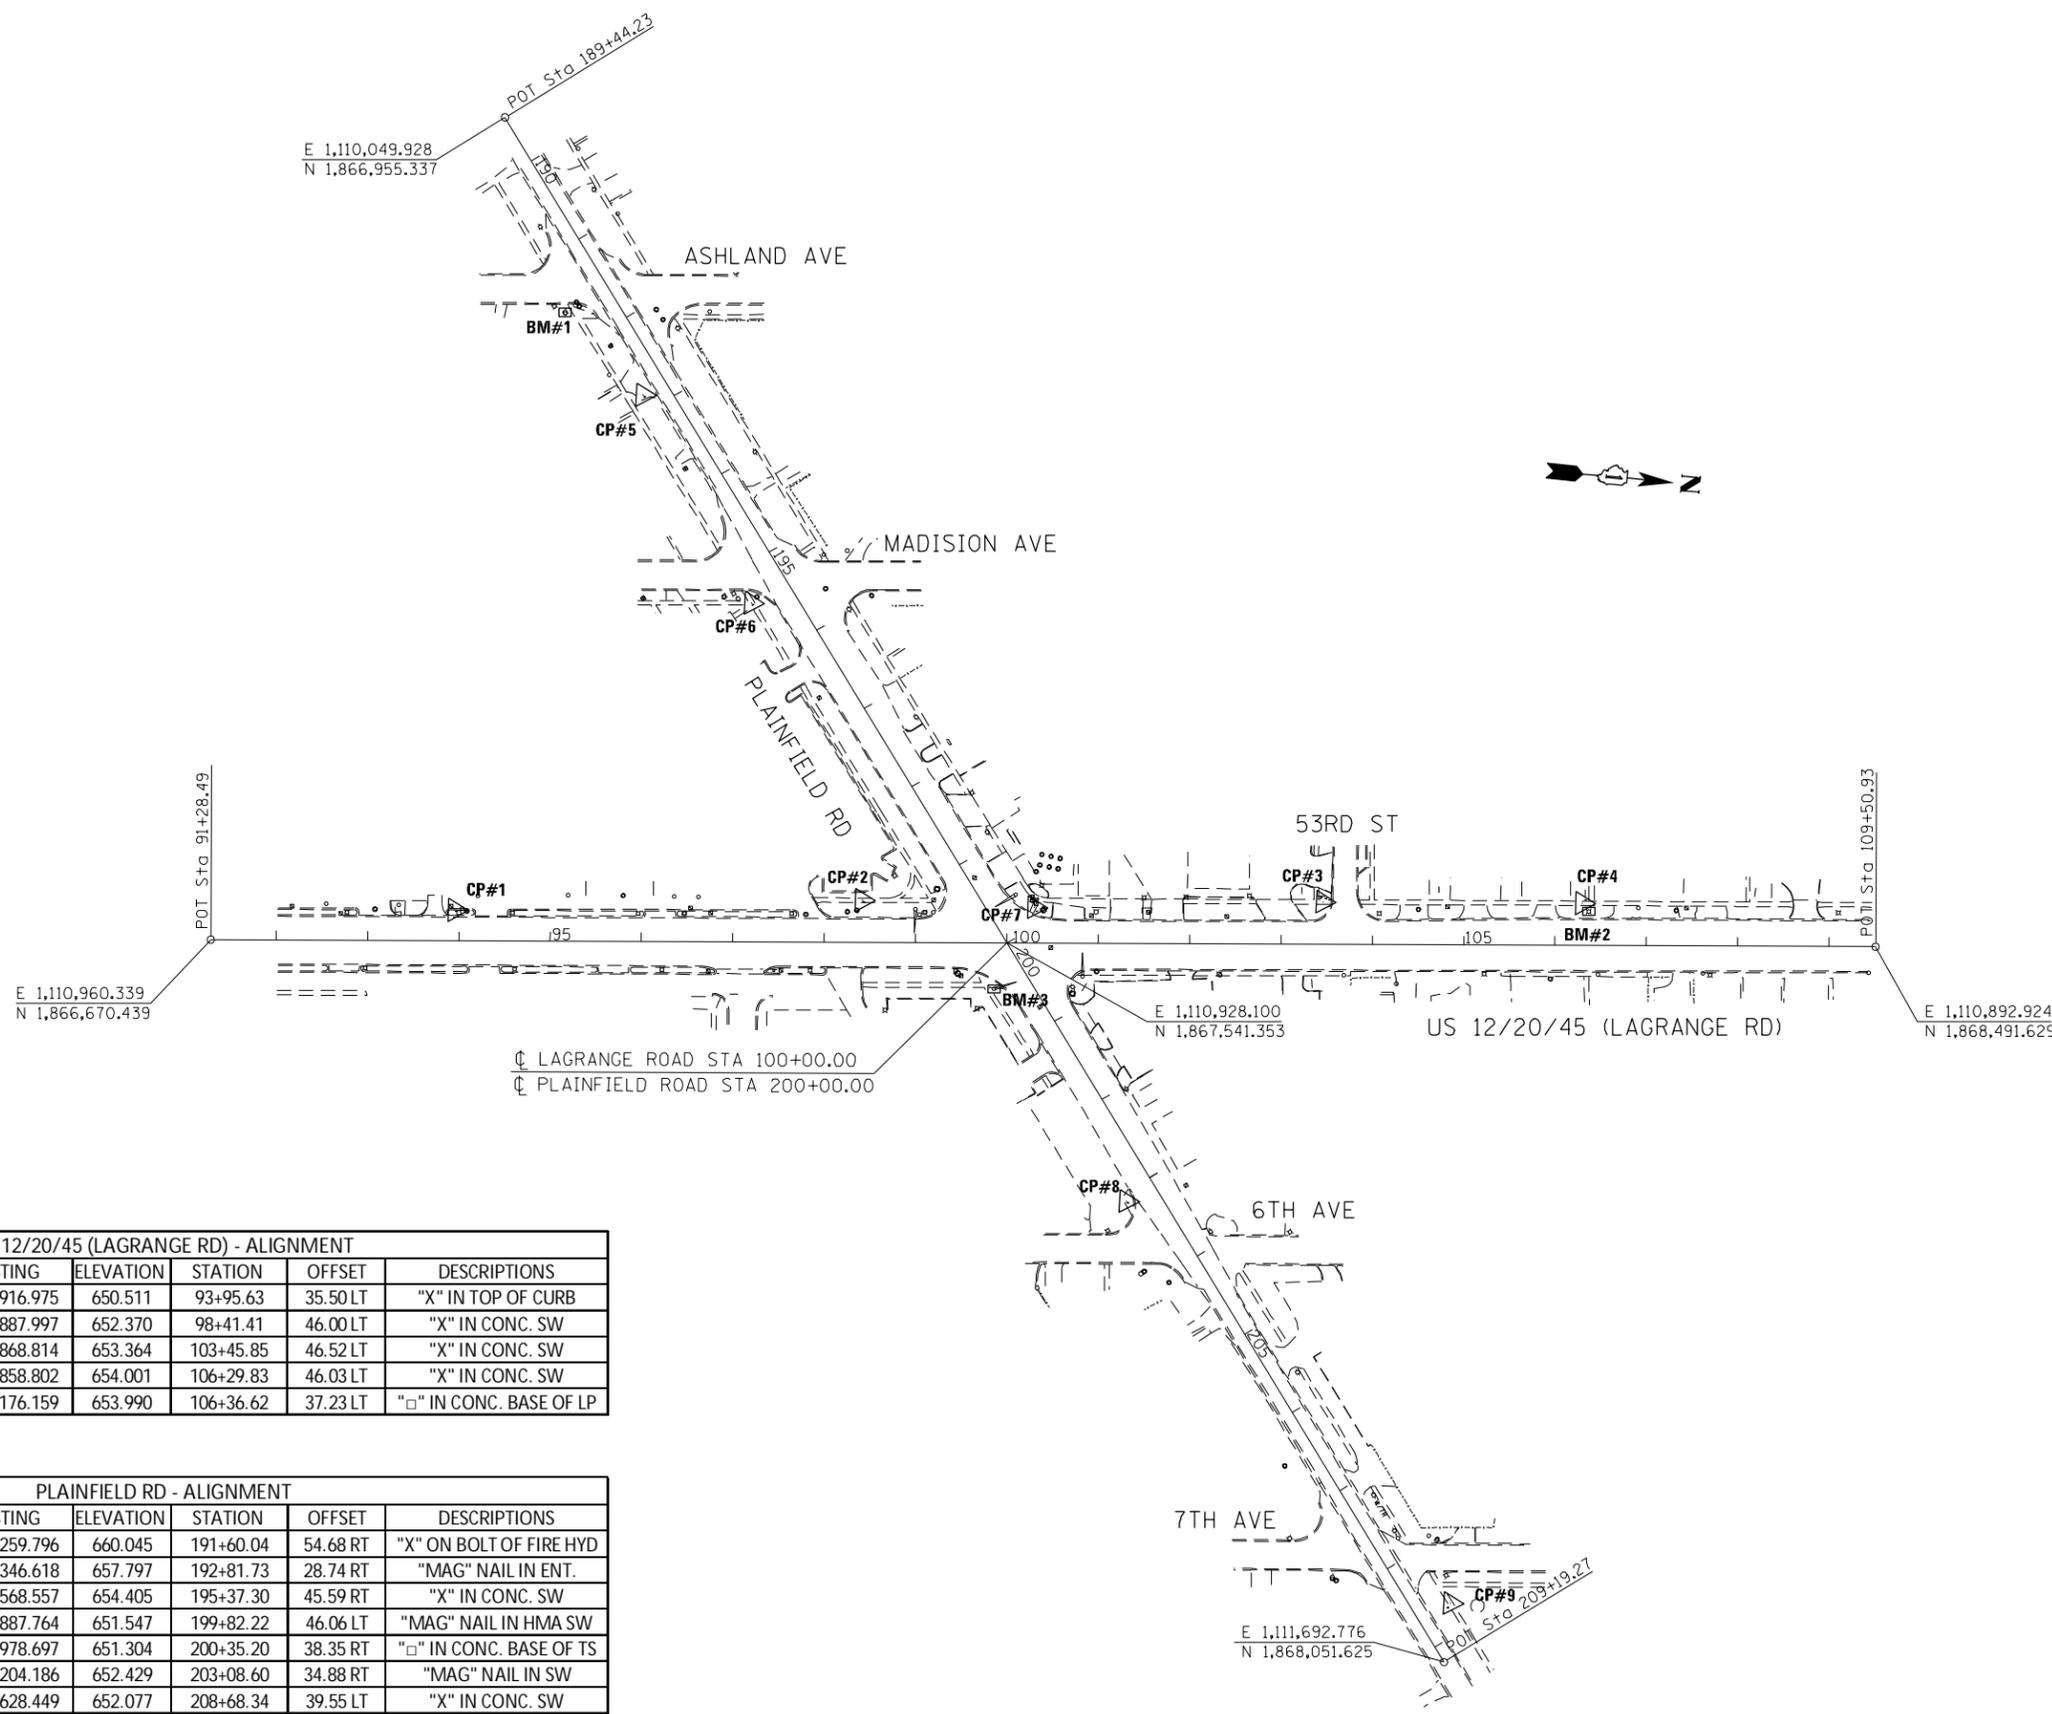 POT Sta 189+44.23
E 1,110,049.928
N 1,866,955.337
190
ASHLAND AVE
BM#1
CP#5
N
MADISION AVE
195
CP#6
PLAINFIELD RD
POT Sta 91+28.49
POT Sta 109+50.93
53RD ST
CP#1
CP#2
CP#3
CP#4
CP#7
95
100
105
BM#2
200
BM#3
E 1,110,960.339
N 1,866,670.439
E 1,110,928.100
N 1,867,541.353
E 1,110,892.924
N 1,868,491.629
US 12/20/45 (LAGRANGE RD)
℄ LAGRANGE ROAD STA 100+00.00
℄ PLAINFIELD ROAD STA 200+00.00
CP#8
6TH AVE
205
7TH AVE
CP#9
Sta 209+19.27
E 1,111,692.776
N 1,868,051.625
12/20/45 (LAGRANGE RD) - ALIGNMENT
TING ELEVATION STATION OFFSET DESCRIPTIONS
916.975 650.511 93+95.63 35.50 LT "X" IN TOP OF CURB
887.997 652.370 98+41.41 46.00 LT "X" IN CONC. SW
868.814 653.364 103+45.85 46.52 LT "X" IN CONC. SW
858.802 654.001 106+29.83 46.03 LT "X" IN CONC. SW
176.159 653.990 106+36.62 37.23 LT "□" IN CONC. BASE OF LP
PLAINFIELD RD - ALIGNMENT
TING ELEVATION STATION OFFSET DESCRIPTIONS
259.796 660.045 191+60.04 54.68 RT "X" ON BOLT OF FIRE HYD
346.618 657.797 192+81.73 28.74 RT "MAG" NAIL IN ENT.
568.557 654.405 195+37.30 45.59 RT "X" IN CONC. SW
887.764 651.547 199+82.22 46.06 LT "MAG" NAIL IN HMA SW
978.697 651.304 200+35.20 38.35 RT "□" IN CONC. BASE OF TS
204.186 652.429 203+08.60 34.88 RT "MAG" NAIL IN SW
628.449 652.077 208+68.34 39.55 LT "X" IN CONC. SW